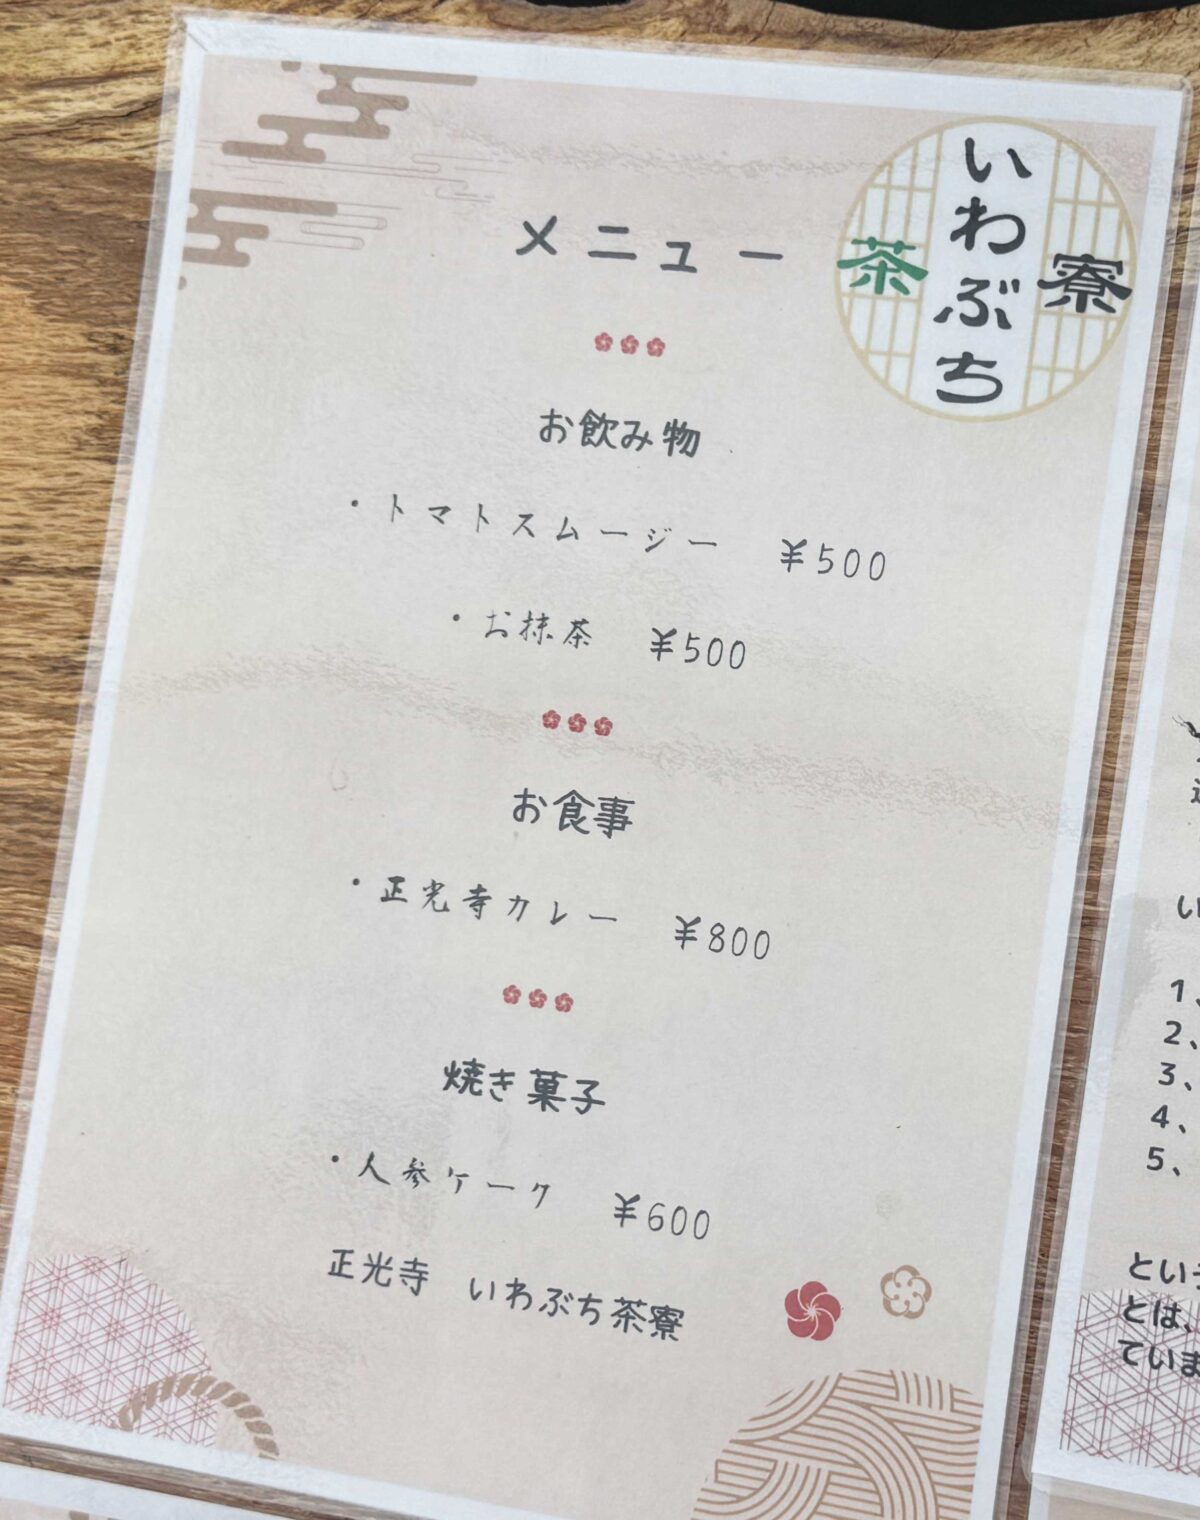 メニュー
茶
いわぶち
寮
お飲み物
・トマトスムージー ¥500
・お抹茶 ¥500
お食事
・正光寺カレー ¥800
焼き菓子
・人参ケーク ¥600
正光寺 いわぶち茶寮
い
1、
2、
3、
4、
5、
とい
とは、
ていま